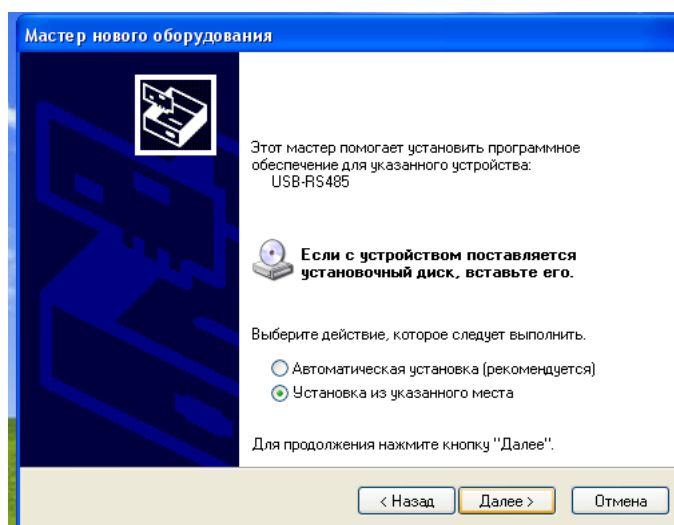 Мастер нового оборудования
Этот мастер помогает установить программное
обеспечение для указанного устройства:
USB-RS485
Если с устройством поставляется
установочный диск, вставьте его.
Выберите действие, которое следует выполнить.
Автоматическая установка (рекомендуется)
Установка из указанного места
Для продолжения нажмите кнопку "Далее".
< Назад
Далее >
Отмена